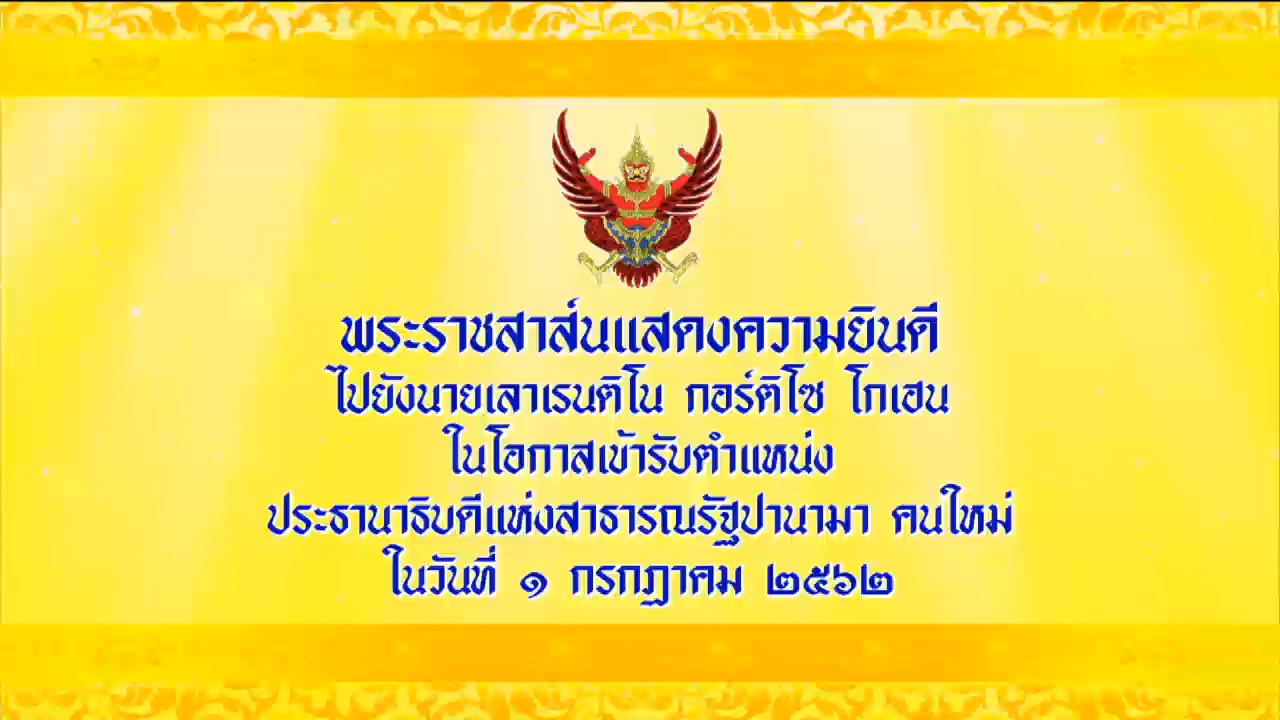 พระราชสาส์นแสดงความยินดี
ไปยังนายเลาเรนติโน กอร์ติโซ โกเฮน
ในโอกาสเข้ารับตำแหน่ง
ประธานาธิบดีแห่งสาธารณรัฐปานามา คนใหม่
ในวันที่ ๑ กรกฎาคม ๒๕๖๒